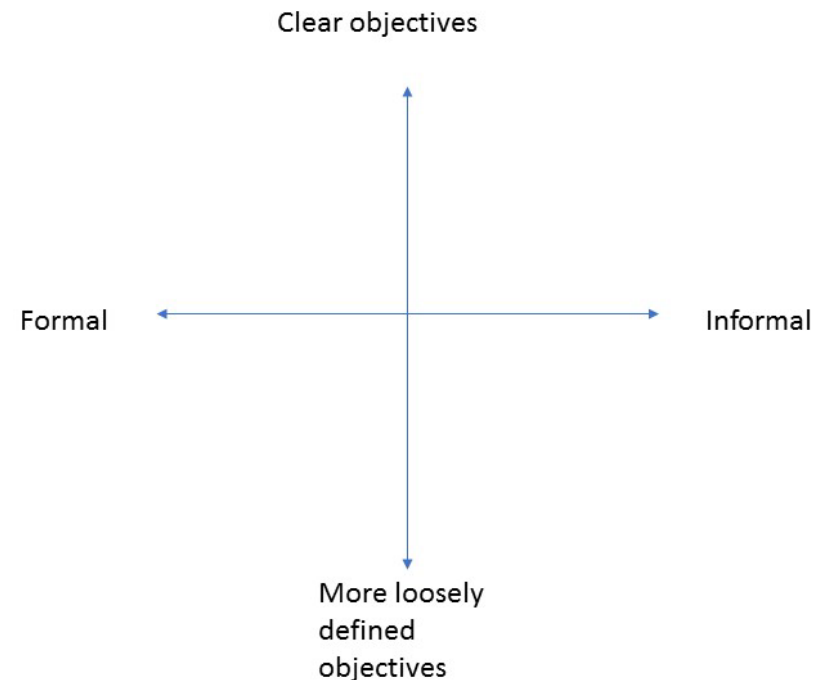 Clear objectives
Formal
Informal
More loosely
defined
objectives